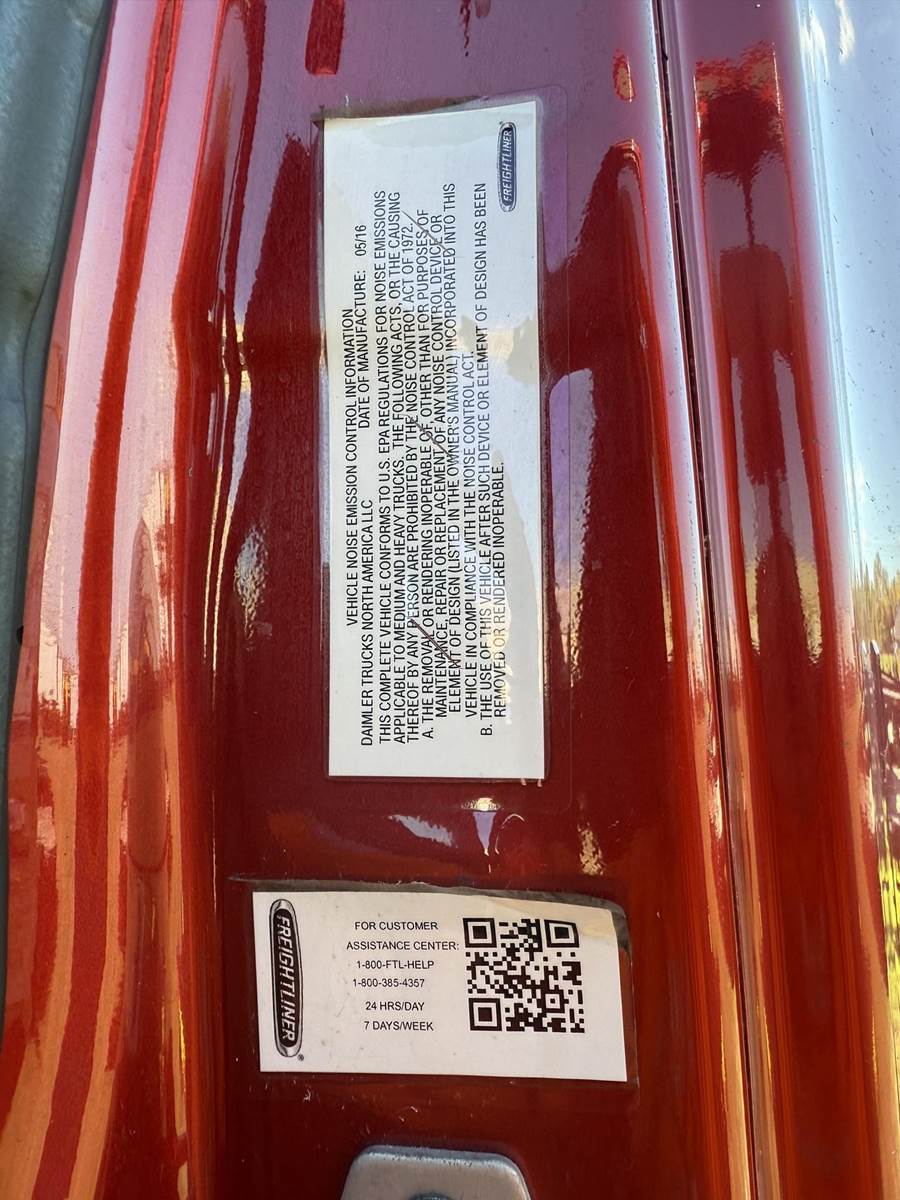 FREIGHTLINER
VEHICLE NOISE EMISSION CONTROL INFORMATION
DAIMLER TRUCKS NORTH AMERICA LLC DATE OF MANUFACTURE: 05/16
THIS COMPLETE VEHICLE CONFORMS TO U.S. EPA REGULATIONS FOR NOISE EMISSIONS
APPLICABLE TO MEDIUM AND HEAVY TRUCKS. THE FOLLOWING ACTS, OR THE CAUSING
THEREOF BY ANY PERSON ARE PROHIBITED BY THE NOISE CONTROL ACT OF 1972.
A. THE REMOVAL OR RENDERING INOPERABLE OF OTHER THAN FOR PURPOSES OF
MAINTENANCE, REPAIR OR REPLACEMENT OF ANY NOISE CONTROL DEVICE OR
ELEMENT OF DESIGN (LISTED IN THE OWNER'S MANUAL) INCORPORATED INTO THIS
VEHICLE IN COMPLIANCE WITH THE NOISE CONTROL ACT.
B. THE USE OF THIS VEHICLE AFTER SUCH DEVICE OR ELEMENT OF DESIGN HAS BEEN
REMOVED OR RENDERED INOPERABLE.
FREIGHTLINER®
FOR CUSTOMER
ASSISTANCE CENTER:
1-800-FTL-HELP
1-800-385-4357
24 HRS/DAY
7 DAYS/WEEK